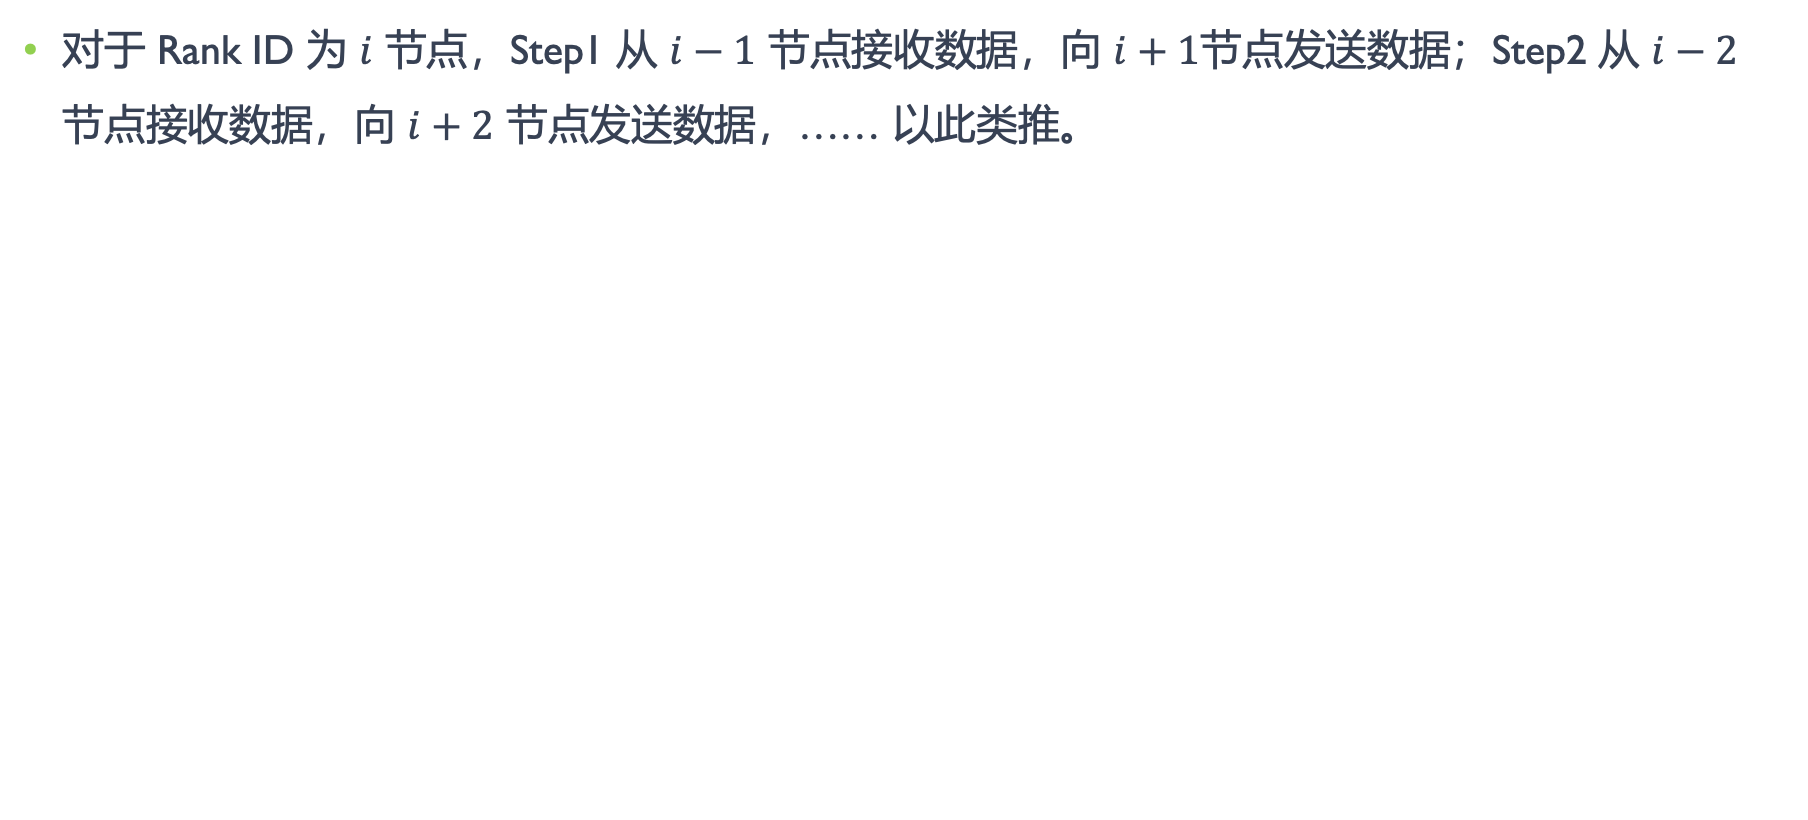 • 对于 Rank ID 为 i 节点，Step1 从 i − 1 节点接收数据，向 i + 1节点发送数据；Step2 从 i − 2
节点接收数据，向 i + 2 节点发送数据，…… 以此类推。